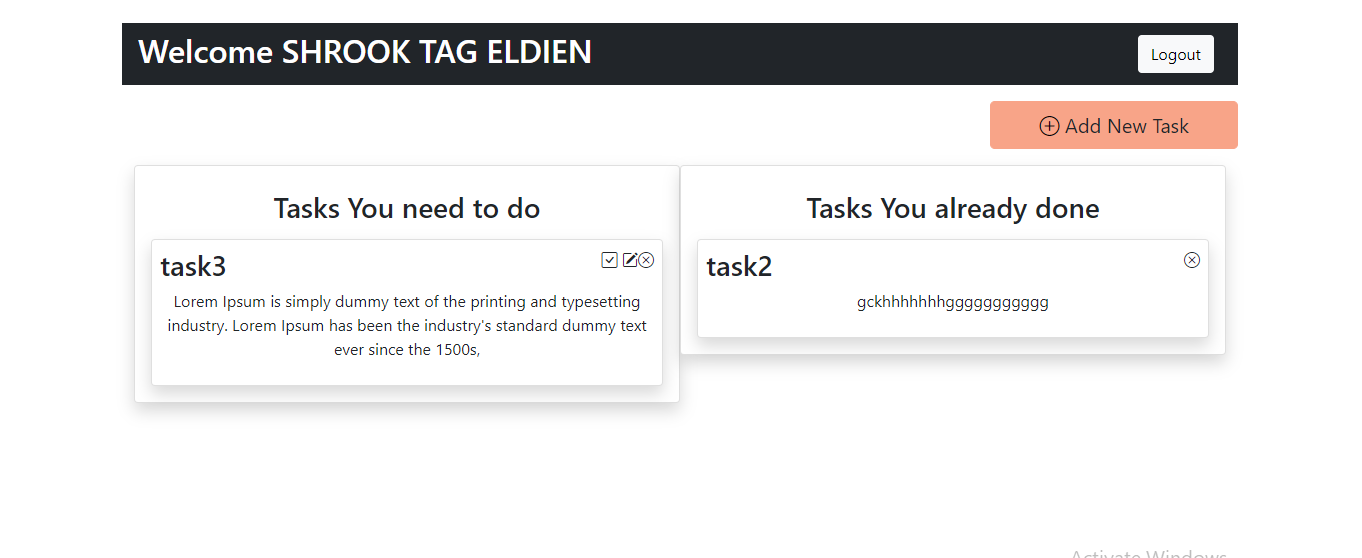 Welcome SHROOK TAG ELDIEN
Logout
Add New Task
Tasks You need to do
task3
Lorem Ipsum is simply dummy text of the printing and typesetting
industry. Lorem Ipsum has been the industry's standard dummy text
ever since the 1500s,
Tasks You already done
task2
gckhhhhhhhggggggggggg
Activate Windows